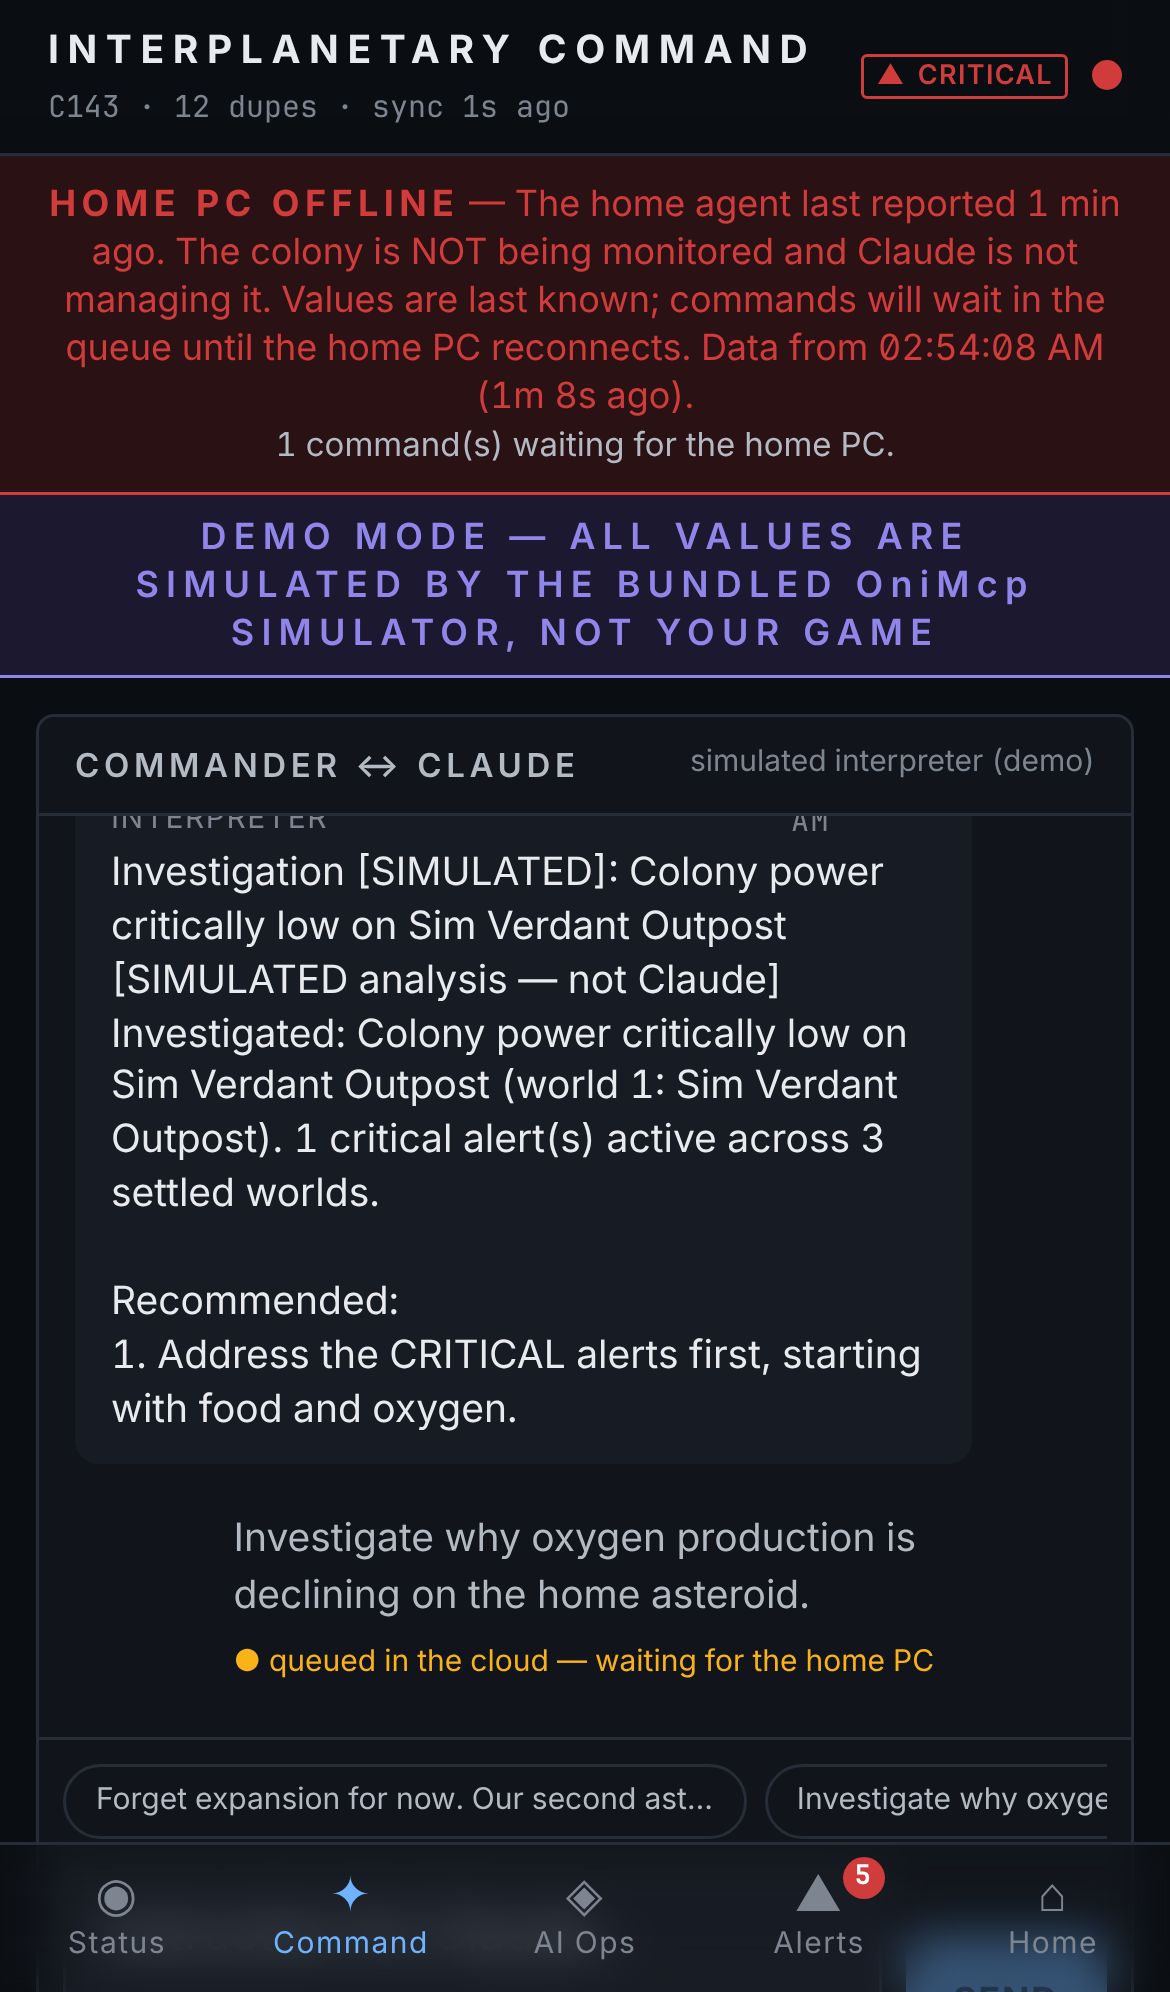 INTERPLANETARY COMMAND
▲ CRITICAL
C143 · 12 dupes · sync 1s ago
HOME PC OFFLINE — The home agent last reported 1 min
ago. The colony is NOT being monitored and Claude is not
managing it. Values are last known; commands will wait in the
queue until the home PC reconnects. Data from 02:54:08 AM
(1m 8s ago).
1 command(s) waiting for the home PC.
DEMO MODE — ALL VALUES ARE
SIMULATED BY THE BUNDLED OniMcp
SIMULATOR, NOT YOUR GAME
COMMANDER ↔ CLAUDE
simulated interpreter (demo)
INTERPRETER
AM
Investigation [SIMULATED]: Colony power
critically low on Sim Verdant Outpost
[SIMULATED analysis — not Claude]
Investigated: Colony power critically low on
Sim Verdant Outpost (world 1: Sim Verdant
Outpost). 1 critical alert(s) active across 3
settled worlds.
Recommended:
1. Address the CRITICAL alerts first, starting
with food and oxygen.
Investigate why oxygen production is
declining on the home asteroid.
● queued in the cloud — waiting for the home PC
Forget expansion for now. Our second ast...
Investigate why oxyge
5
Status
Command
AI Ops
Alerts
Home
SEND